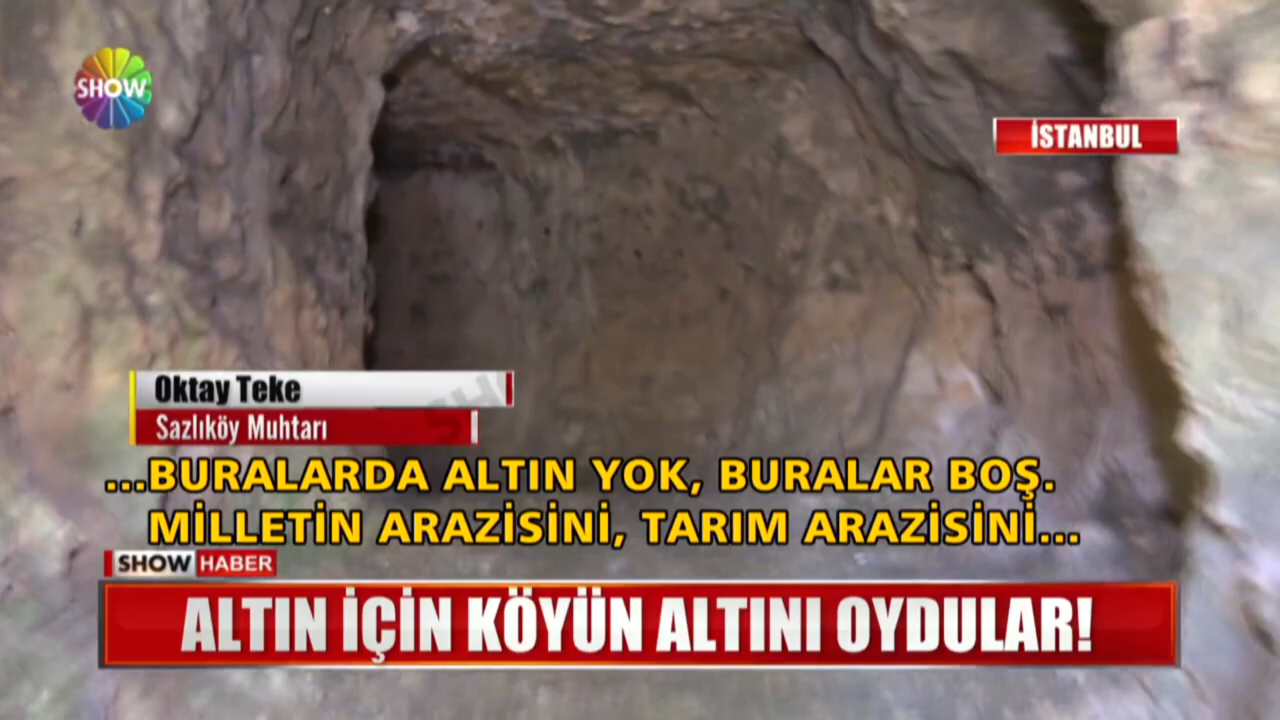 SHOW
İSTANBUL
Oktay Teke
Sazlıköy Muhtarı
...BURALARDA ALTIN YOK, BURALAR BOŞ.
MİLLETİN ARAZİSİNİ, TARIM ARAZİSİNİ...
SHOW HABER
ALTIN İÇİN KÖYÜN ALTINI OYDULAR!